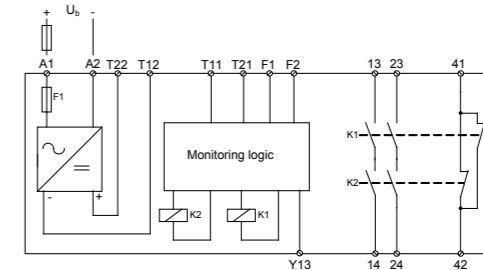 + Ub -
A1 A2 T22 T12 T11 T21 F1 F2 13 23 41
F1
K1
Monitoring logic
K2
- +
K2 K1
Y13 14 24 42